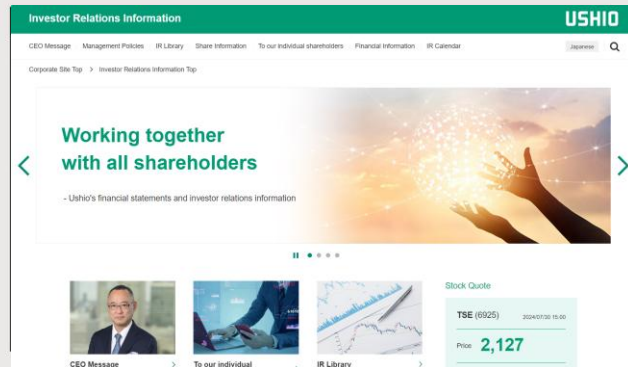 Investor Relations Information
USHIO
CEO Message Management Policies IR Library Share Information To our individual shareholders Financial Information IR Calendar Japanese
Corporate Site Top > Investor Relations Information Top
Working together
with all shareholders
- Ushio's financial statements and investor relations information
Stock Quote
TSE (6925) 2024/07/30 15:00
Price 2,127
CEO Message >
To our individual
IR Library >